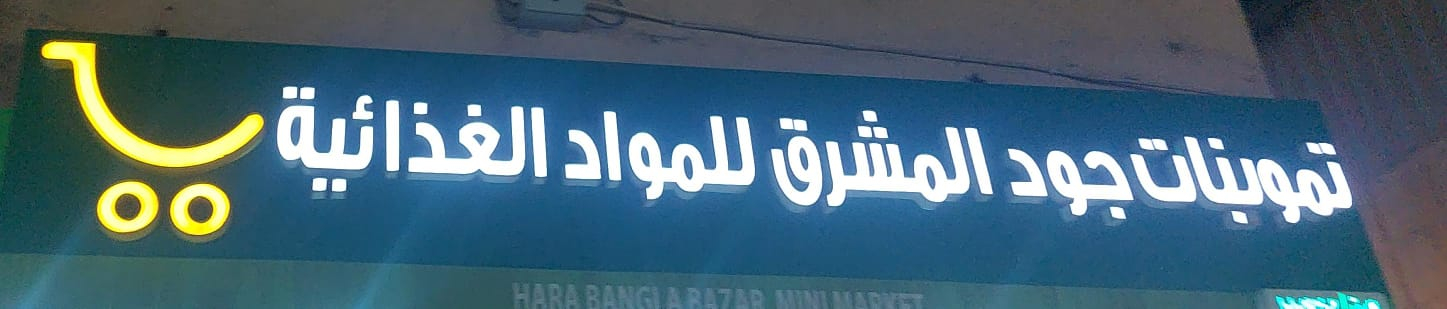 تموينات جود المشرق للمواد الغذائية
HARA BANGLA BAZAR MINI MARKET